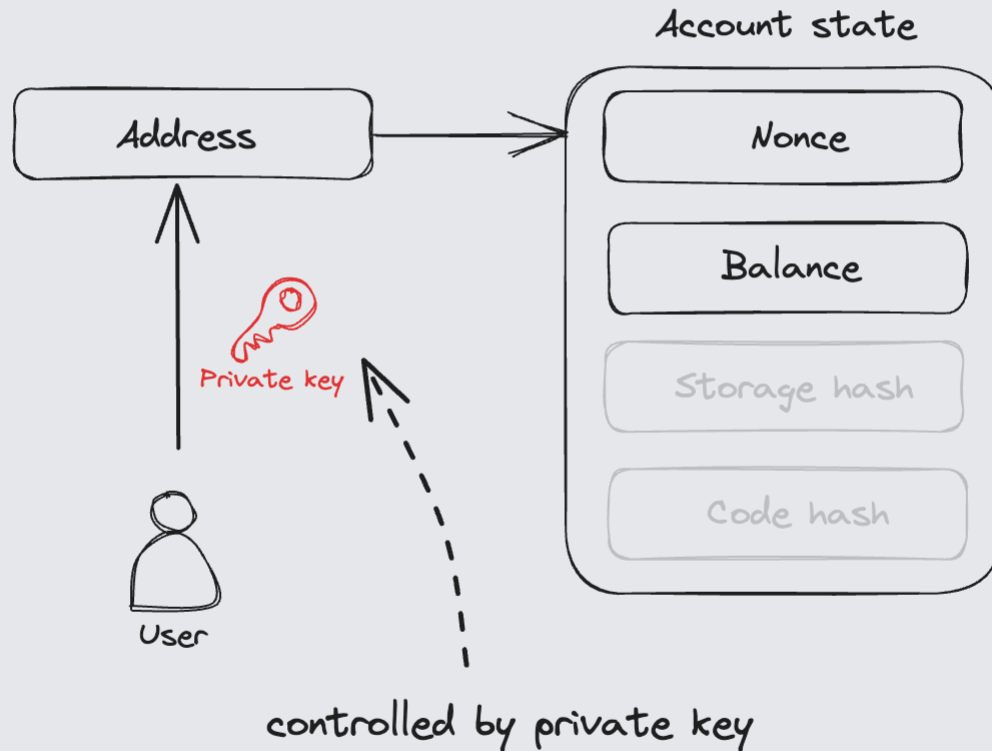 Account state
Address
Nonce
Balance
Private key
Storage hash
Code hash
User
controlled by private key